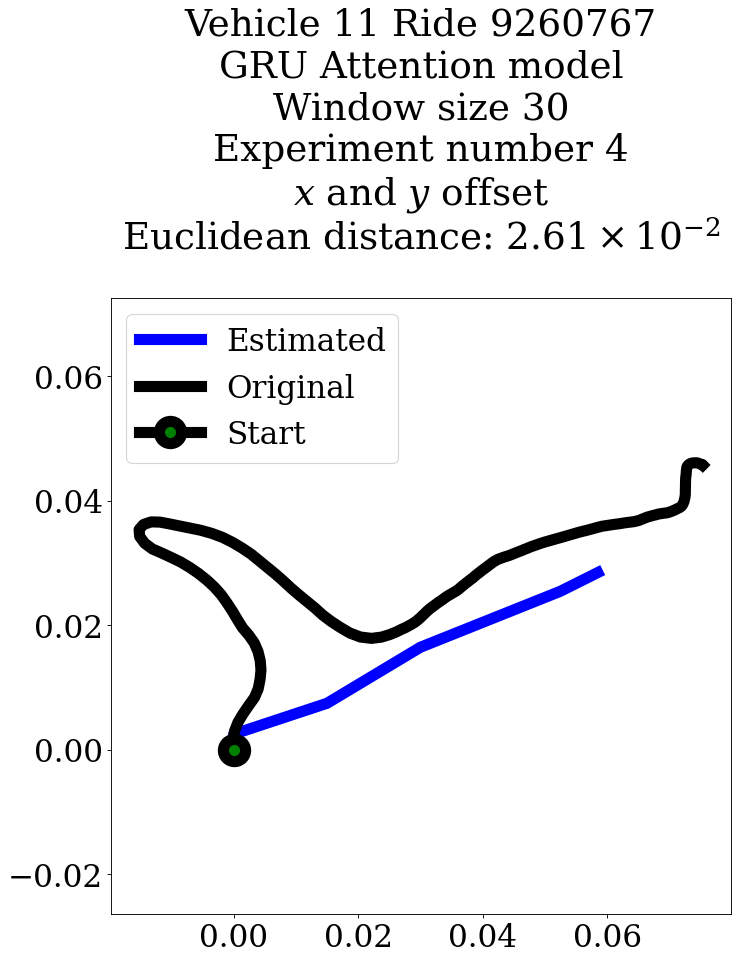 Vehicle 11 Ride 9260767
GRU Attention model
Window size 30
Experiment number 4
x and y offset
Euclidean distance: 2.61 × 10⁻²
Estimated
Original
Start
0.06
0.04
0.02
0.00
−0.02
0.00 0.02 0.04 0.06